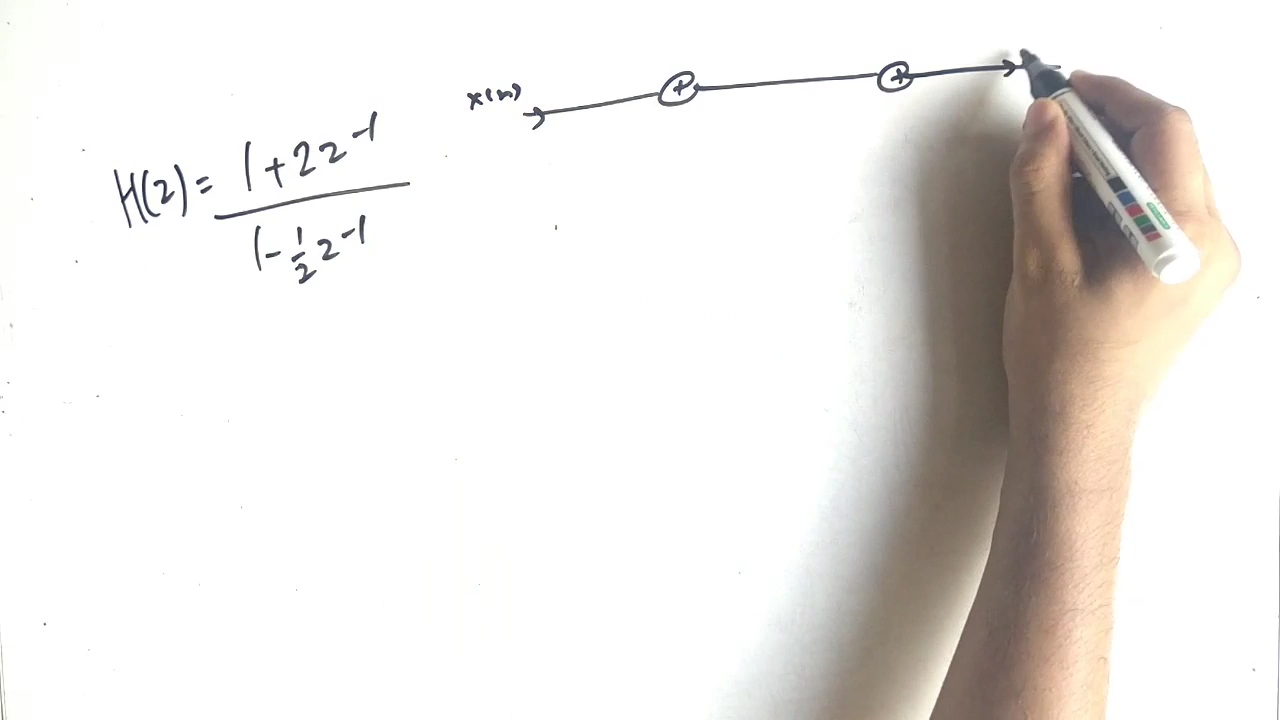 x(n)
+ +
H(z) = 1+2z^-1
1-1/2z^-1